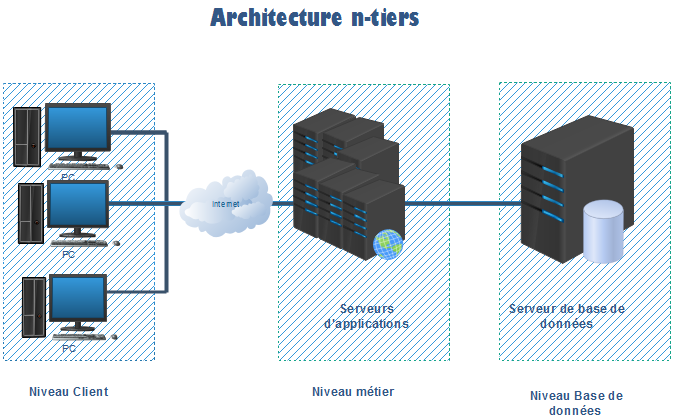 Architecture n-tiers
PC
PC
PC
internet
Serveurs
d'applications
Serveur de base de
données
Niveau Client
Niveau métier
Niveau Base de
données